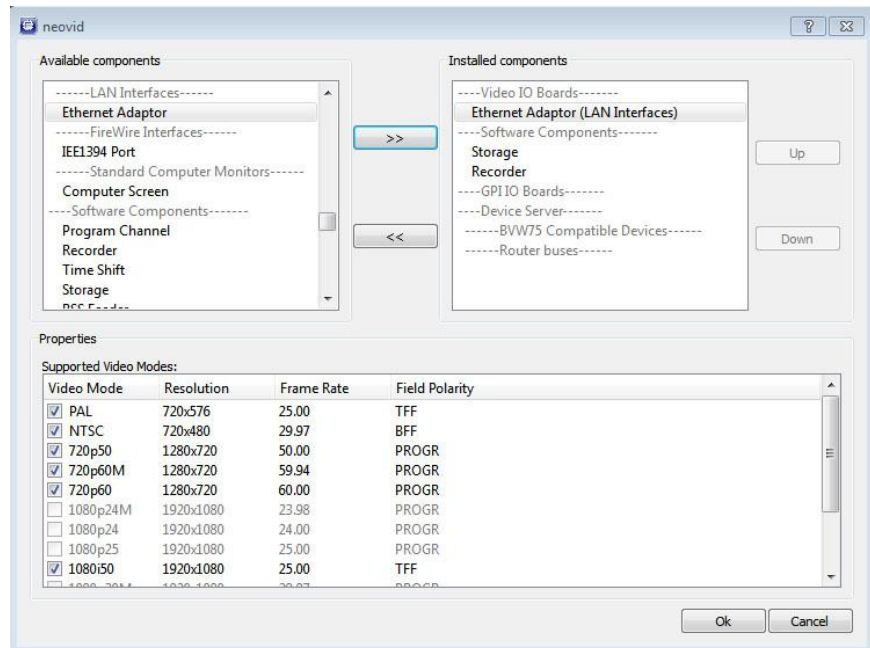 neovid
Available components
------LAN Interfaces------
Ethernet Adaptor
------FireWire Interfaces------
IEE1394 Port
------Standard Computer Monitors------
Computer Screen
----Software Components-------
Program Channel
Recorder
Time Shift
Storage
>>
<<
Installed components
----Video IO Boards-------
Ethernet Adaptor (LAN Interfaces)
----Software Components-------
Storage
Recorder
----GPI IO Boards-------
----Device Server-------
------BVW75 Compatible Devices------
------Router buses------
Up
Down
Properties
Supported Video Modes:
Video Mode Resolution Frame Rate Field Polarity
PAL 720x576 25.00 TFF
NTSC 720x480 29.97 BFF
720p50 1280x720 50.00 PROGR
720p60M 1280x720 59.94 PROGR
720p60 1280x720 60.00 PROGR
1080p24M 1920x1080 23.98 PROGR
1080p24 1920x1080 24.00 PROGR
1080p25 1920x1080 25.00 PROGR
1080i50 1920x1080 25.00 TFF
Ok Cancel